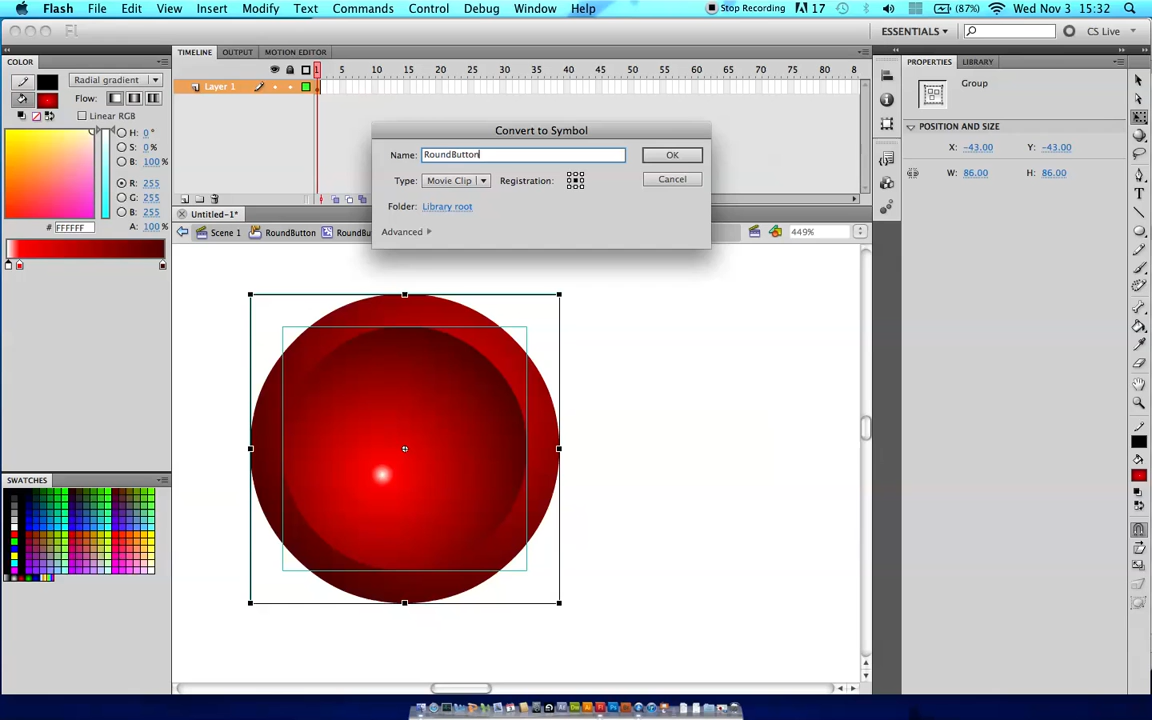 Flash File Edit View Insert Modify Text Commands Control Debug Window Help Stop Recording 17 (87%) Wed Nov 3 15:32
Fl ESSENTIALS CS Live
COLOR
TIMELINE OUTPUT MOTION EDITOR
PROPERTIES LIBRARY
Radial gradient
Flow:
Linear RGB
H: 0 °
S: 0 %
B: 100 %
R: 255
G: 255
B: 255
# FFFFFF A: 100 %
1 5 10 15 20 25 30 35 40 45 50 55 60 65 70 75 80 8
Layer 1
Group
POSITION AND SIZE
X: -43.00 Y: -43.00
W: 86.00 H: 86.00
Convert to Symbol
Name: RoundButton OK
Type: Movie Clip Registration: Cancel
Folder: Library root
Advanced
Untitled-1*
Scene 1 RoundButton RoundBu 449%
SWATCHES